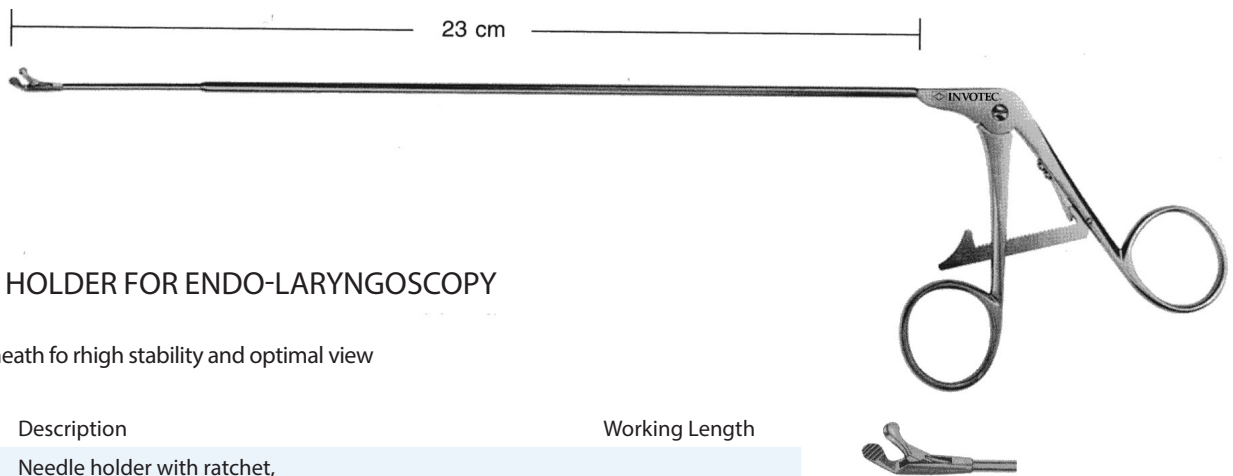 23 cm
INVOTEC
HOLDER FOR ENDO-LARYNGOSCOPY
eath fo rhigh stability and optimal view
Description Working Length
Needle holder with ratchet,